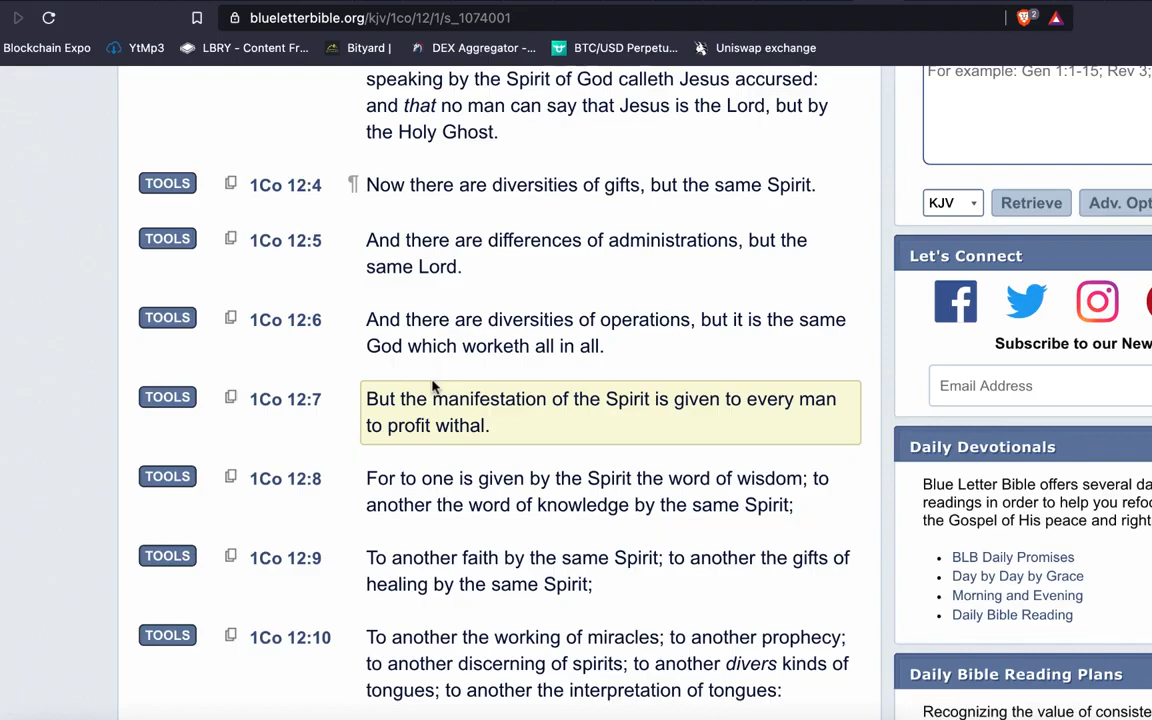 blueletterbible.org/kjv/1co/12/1/s_1074001
2
Blockchain Expo
YtMp3
LBRY - Content Fr...
Bityard |
DEX Aggregator -...
BTC/USD Perpetu...
Uniswap exchange
speaking by the Spirit of God calleth Jesus accursed:
and that no man can say that Jesus is the Lord, but by
the Holy Ghost.
TOOLS 1Co 12:4 ¶ Now there are diversities of gifts, but the same Spirit.
TOOLS 1Co 12:5 And there are differences of administrations, but the
same Lord.
TOOLS 1Co 12:6 And there are diversities of operations, but it is the same
God which worketh all in all.
TOOLS 1Co 12:7 But the manifestation of the Spirit is given to every man
to profit withal.
TOOLS 1Co 12:8 For to one is given by the Spirit the word of wisdom; to
another the word of knowledge by the same Spirit;
TOOLS 1Co 12:9 To another faith by the same Spirit; to another the gifts of
healing by the same Spirit;
TOOLS 1Co 12:10 To another the working of miracles; to another prophecy;
to another discerning of spirits; to another divers kinds of
tongues; to another the interpretation of tongues:
For example: Gen 1:1-15; Rev 3;
KJV Retrieve Adv. Opt
Let's Connect
Subscribe to our New
Email Address
Daily Devotionals
Blue Letter Bible offers several da
readings in order to help you refoc
the Gospel of His peace and right
• BLB Daily Promises
• Day by Day by Grace
• Morning and Evening
• Daily Bible Reading
Daily Bible Reading Plans
Recognizing the value of consiste